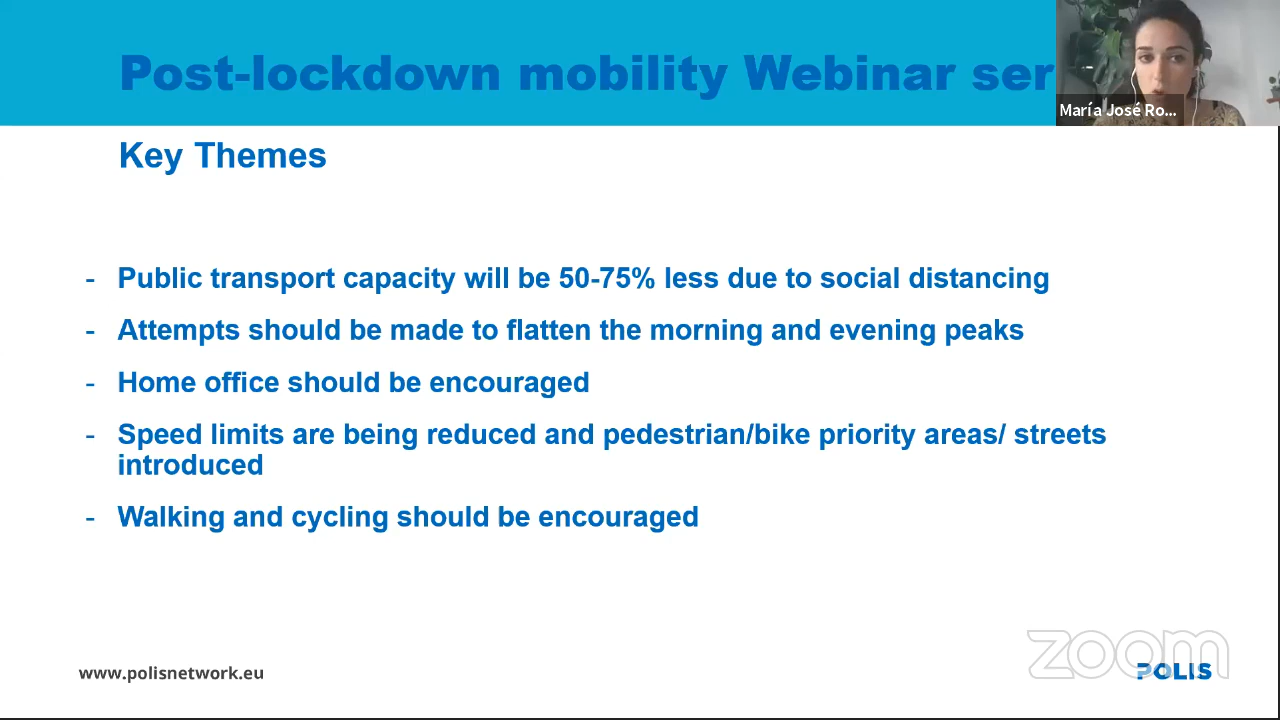 Post-lockdown mobility Webinar ser
María José Ro...
Key Themes
- Public transport capacity will be 50-75% less due to social distancing
- Attempts should be made to flatten the morning and evening peaks
- Home office should be encouraged
- Speed limits are being reduced and pedestrian/bike priority areas/ streets
introduced
- Walking and cycling should be encouraged
www.polisnetwork.eu
zoom
POLIS